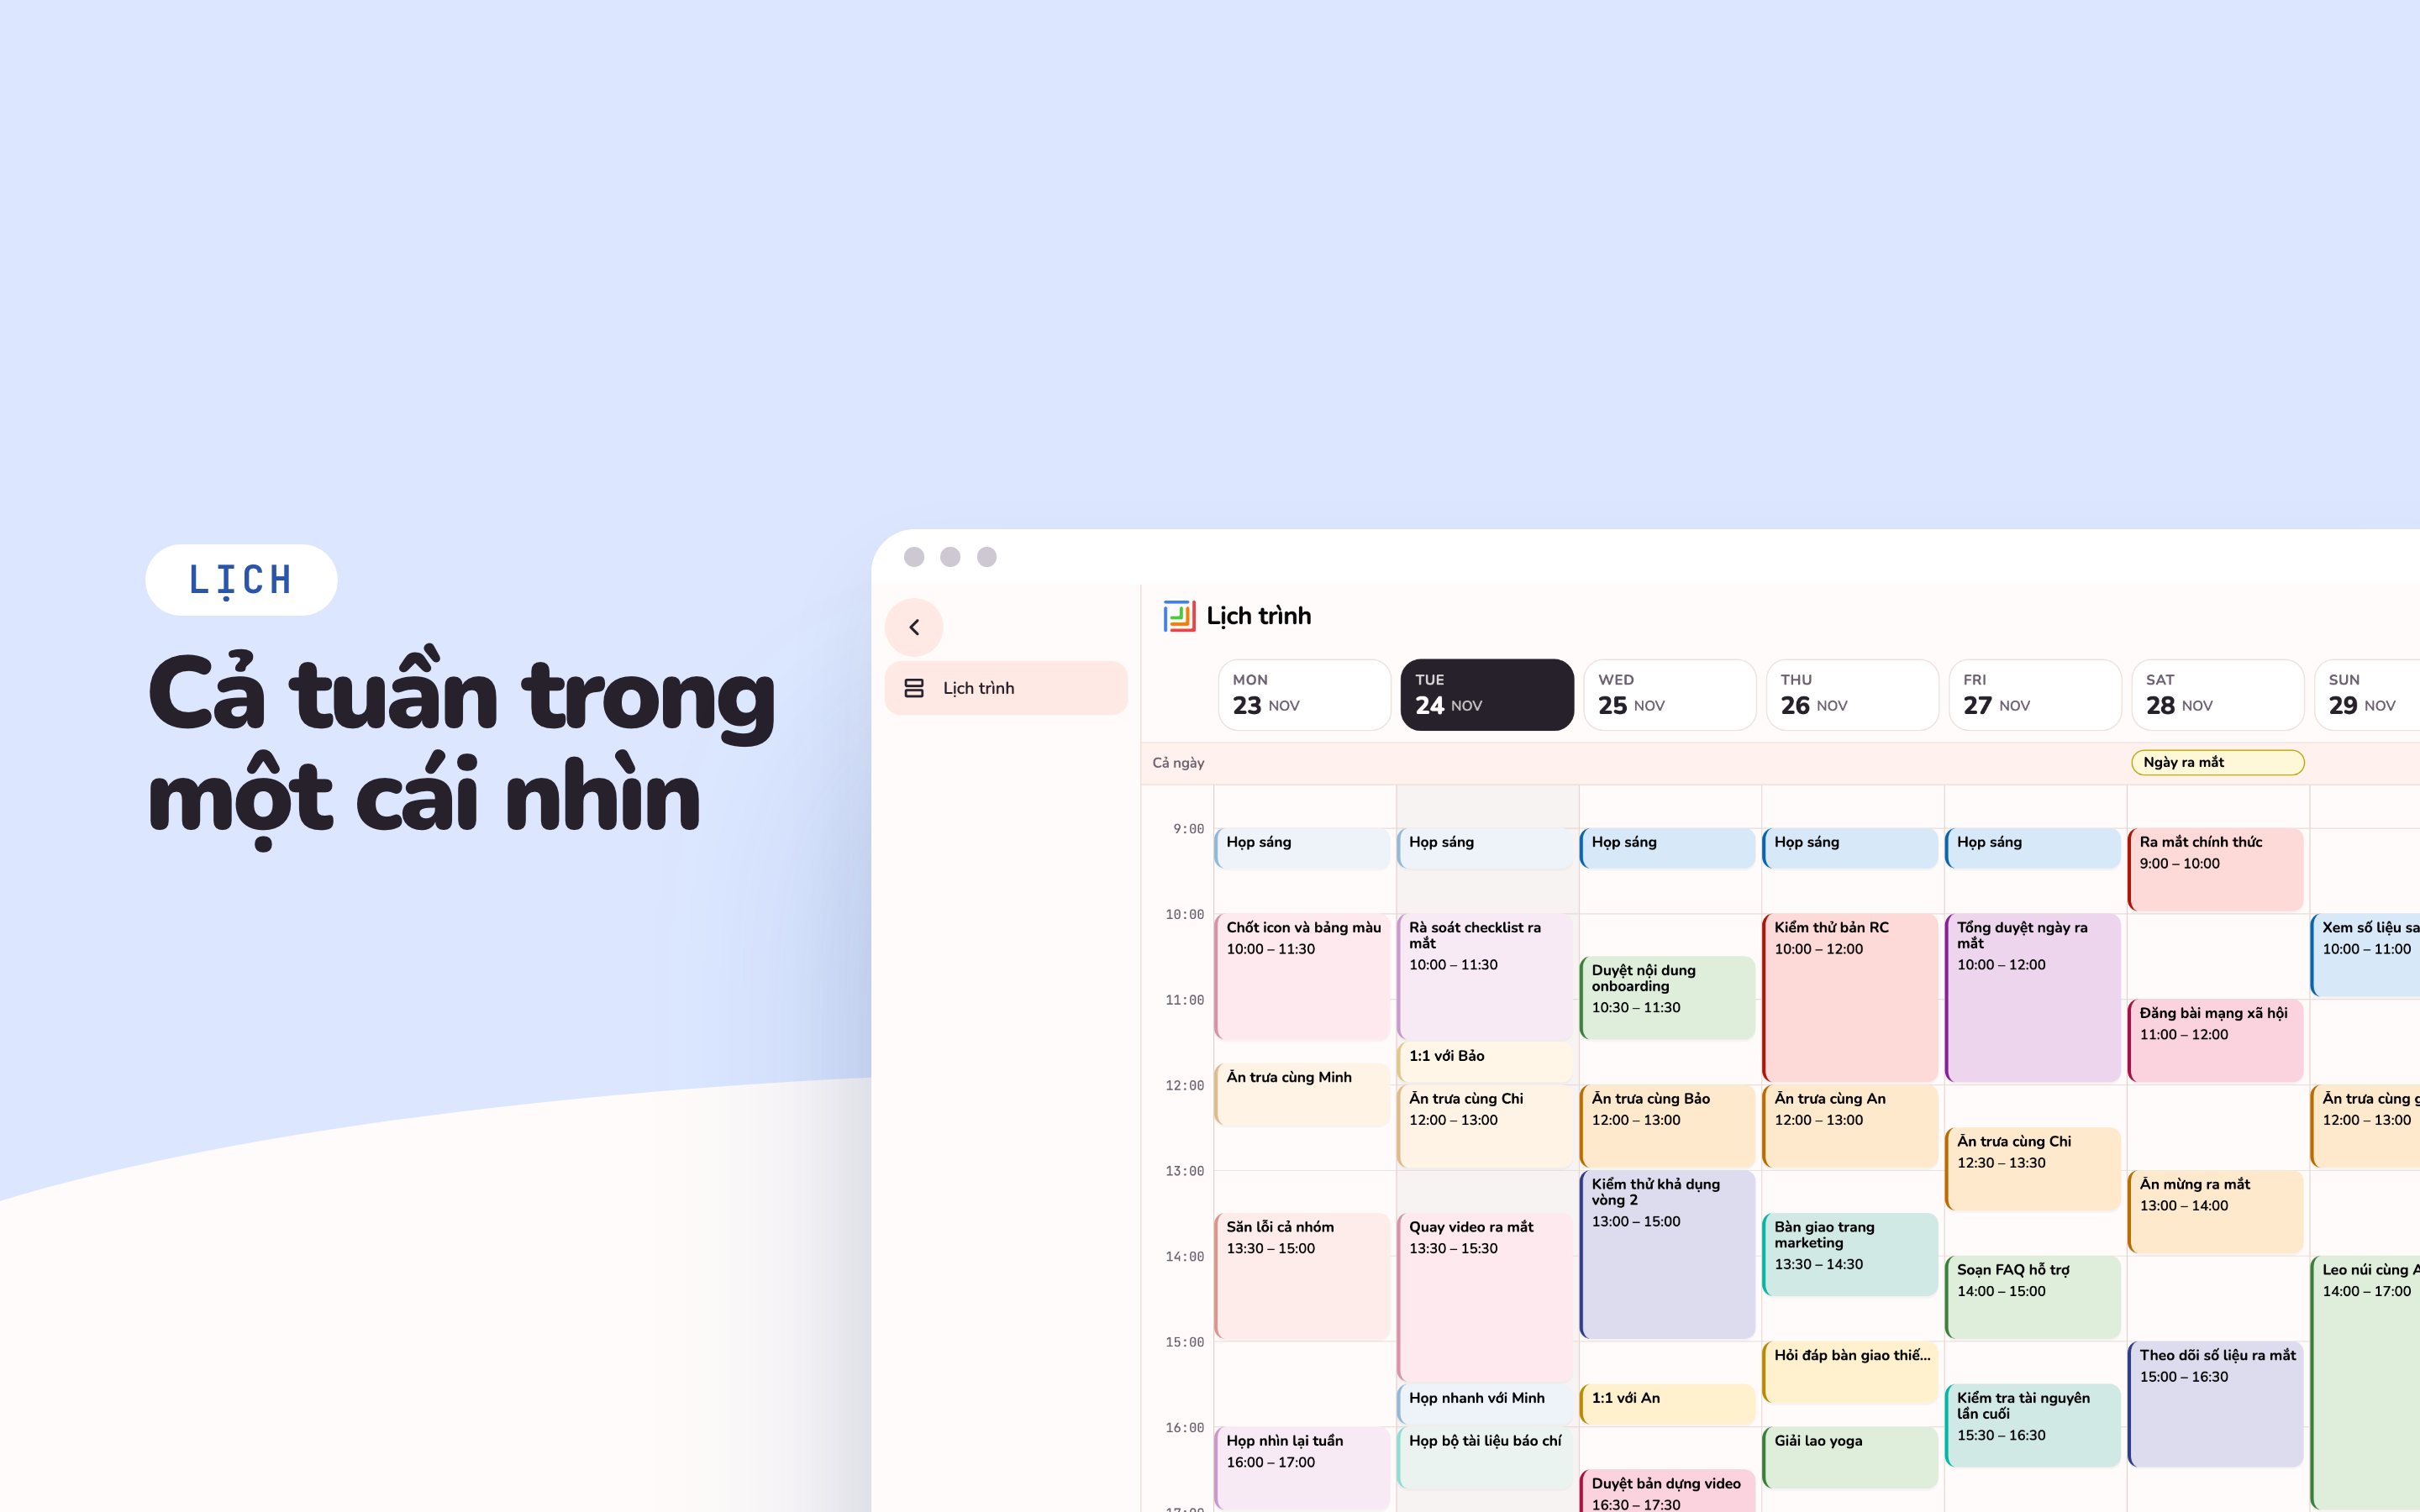 LỊCH
Cả tuần trong
một cái nhìn
Lịch trình
Lịch trình
MON
23 NOV
TUE
24 NOV
WED
25 NOV
THU
26 NOV
FRI
27 NOV
SAT
28 NOV
SUN
29 NOV
Cả ngày
Ngày ra mắt
9:00
10:00
11:00
12:00
13:00
14:00
15:00
16:00
Họp sáng
Chốt icon và bảng màu
10:00 – 11:30
Ăn trưa cùng Minh
Săn lỗi cả nhóm
13:30 – 15:00
Họp nhìn lại tuần
16:00 – 17:00
Họp sáng
Rà soát checklist ra
mắt
10:00 – 11:30
1:1 với Bảo
Ăn trưa cùng Chi
12:00 – 13:00
Quay video ra mắt
13:30 – 15:30
Họp nhanh với Minh
Họp bộ tài liệu báo chí
Họp sáng
Duyệt nội dung
onboarding
10:30 – 11:30
Ăn trưa cùng Bảo
12:00 – 13:00
Kiểm thử khả dụng
vòng 2
13:00 – 15:00
1:1 với An
Duyệt bản dựng video
16:30 – 17:30
Họp sáng
Kiểm thử bản RC
10:00 – 12:00
Ăn trưa cùng An
12:00 – 13:00
Bàn giao trang
marketing
13:30 – 14:30
Hỏi đáp bàn giao thiế...
Giải lao yoga
Họp sáng
Tổng duyệt ngày ra
mắt
10:00 – 12:00
Ăn trưa cùng Chi
12:30 – 13:30
Soạn FAQ hỗ trợ
14:00 – 15:00
Kiểm tra tài nguyên
lần cuối
15:30 – 16:30
Ra mắt chính thức
9:00 – 10:00
Đăng bài mạng xã hội
11:00 – 12:00
Ăn mừng ra mắt
13:00 – 14:00
Theo dõi số liệu ra mắt
15:00 – 16:30
Xem số liệu
10:00 – 11:00
Ăn trưa cùng
12:00 – 13:00
Leo núi cùng
14:00 – 17:00